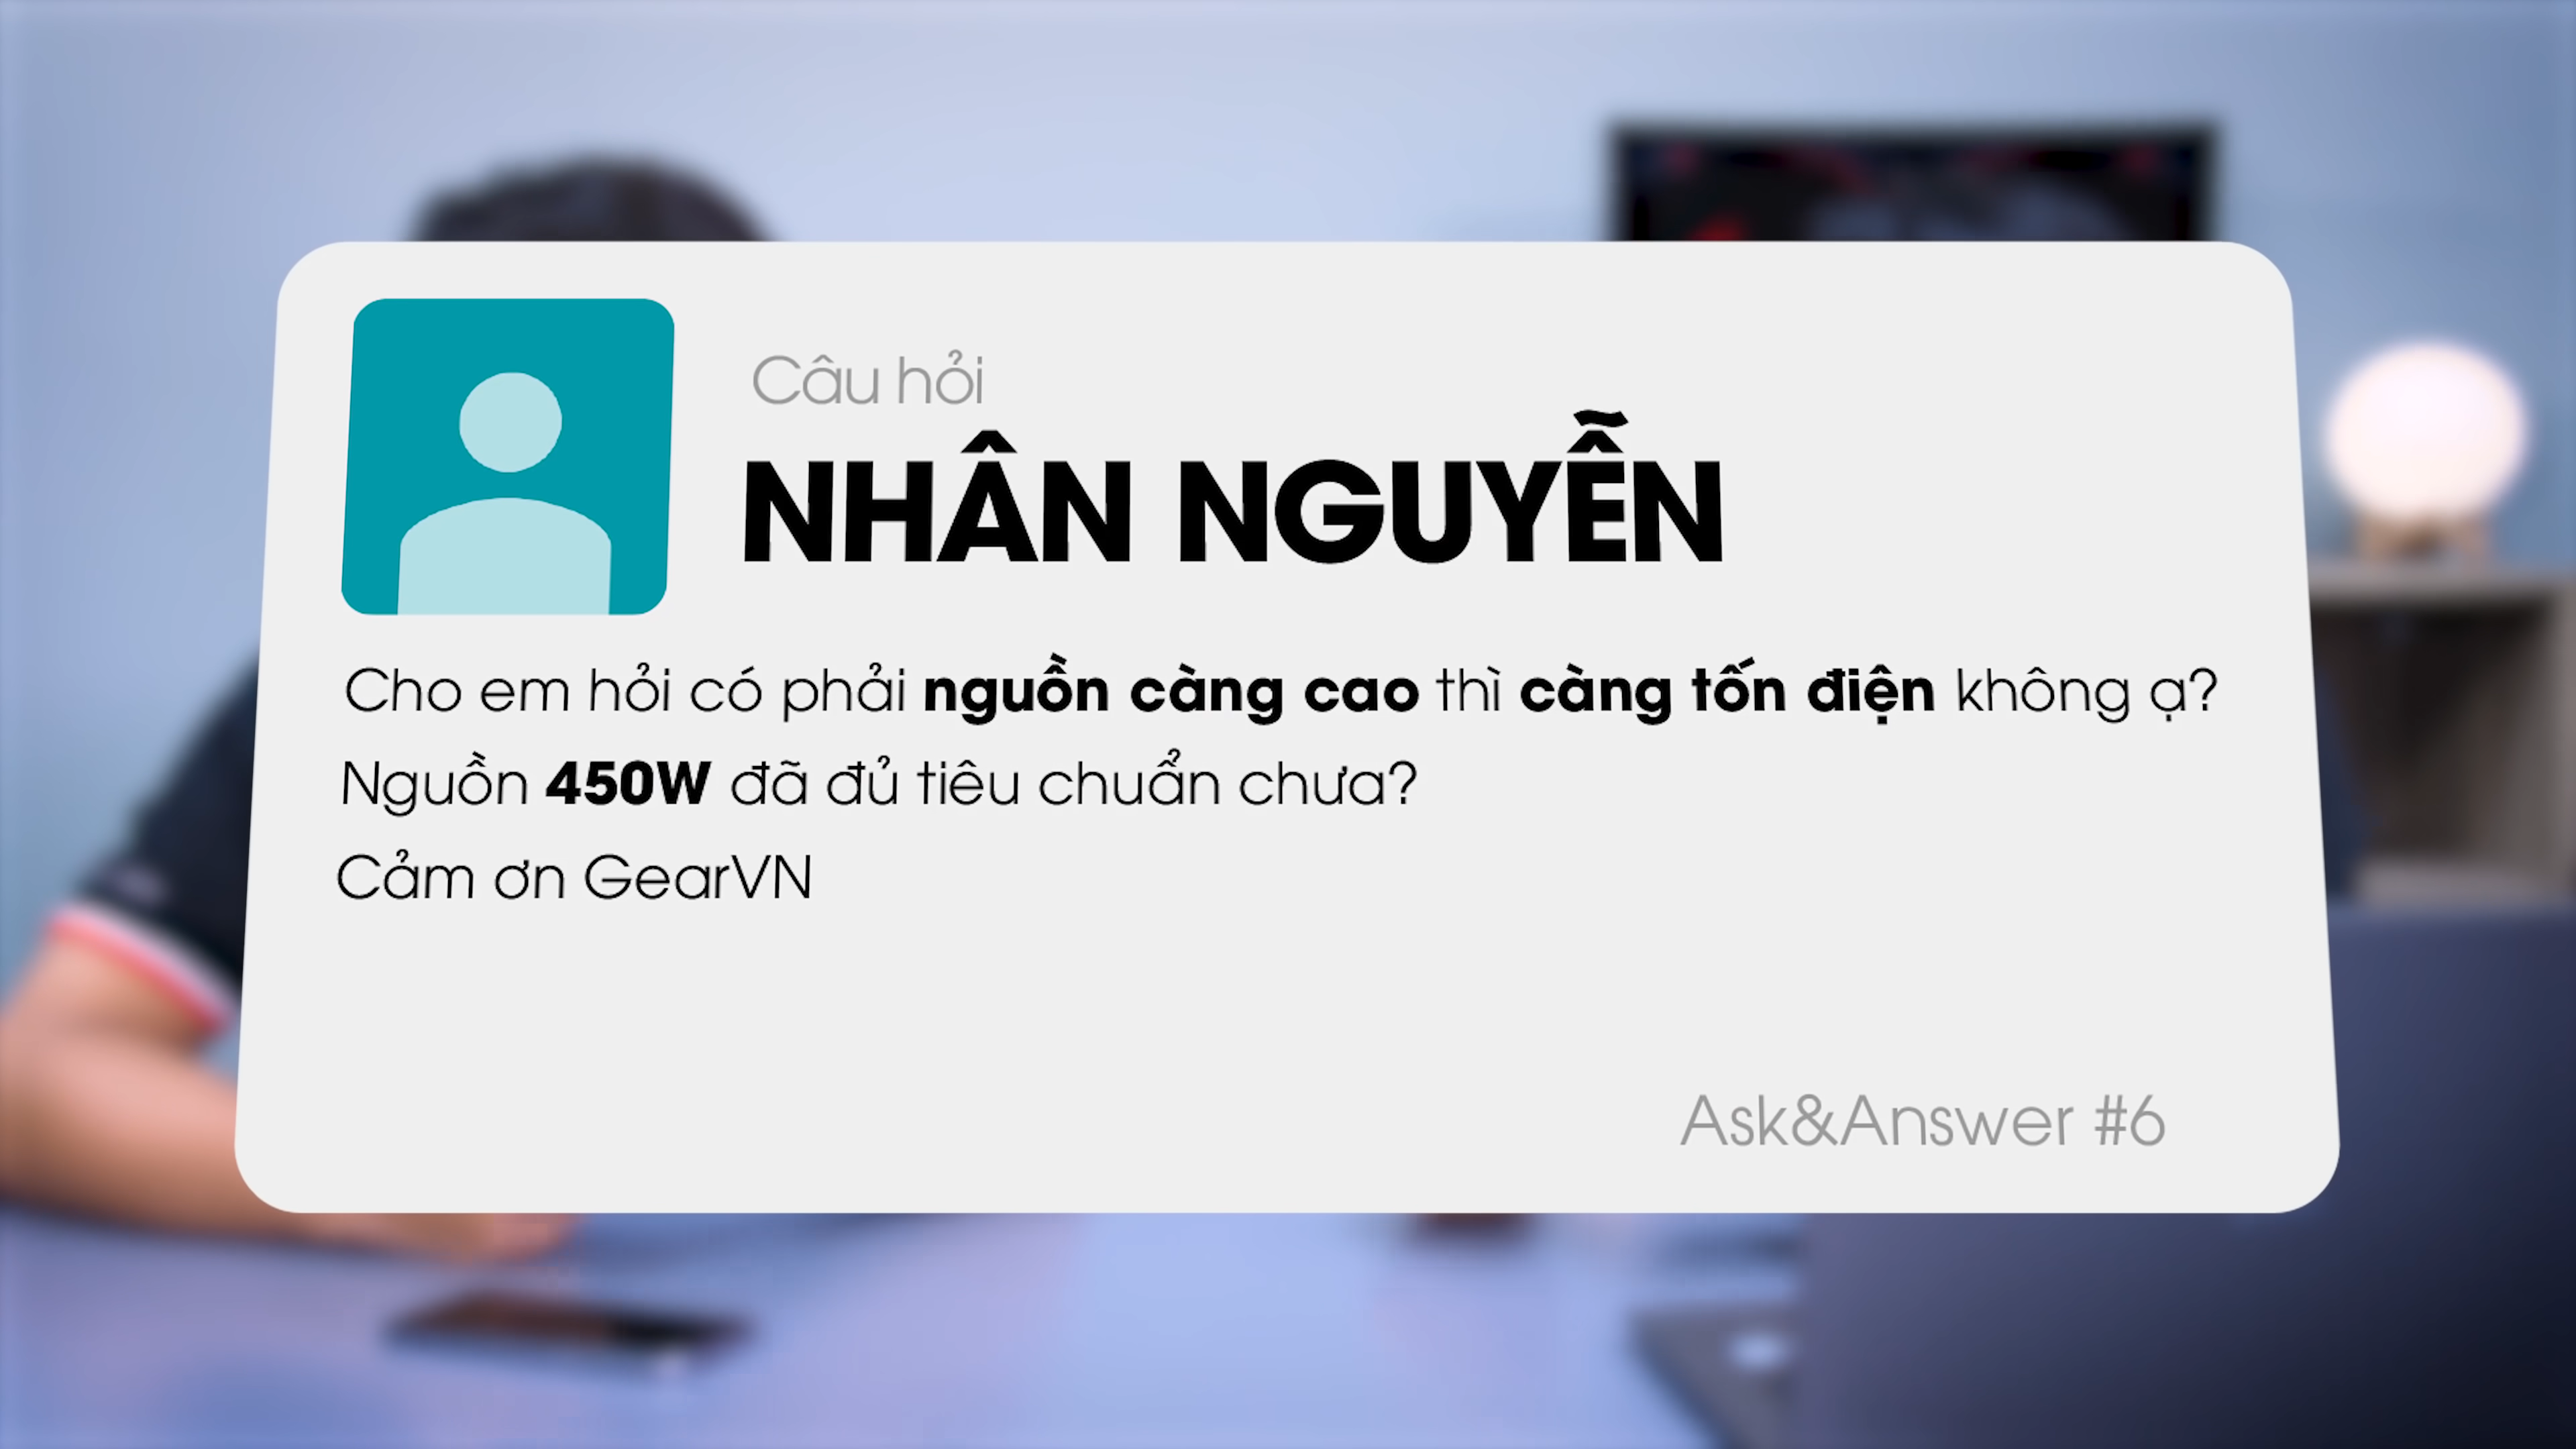 Câu hỏi
NHÂN NGUYỄN
Cho em hỏi có phải nguồn càng cao thì càng tốn điện không ạ?
Nguồn 450W đã đủ tiêu chuẩn chưa?
Cảm ơn GearVN
Ask&Answer #6